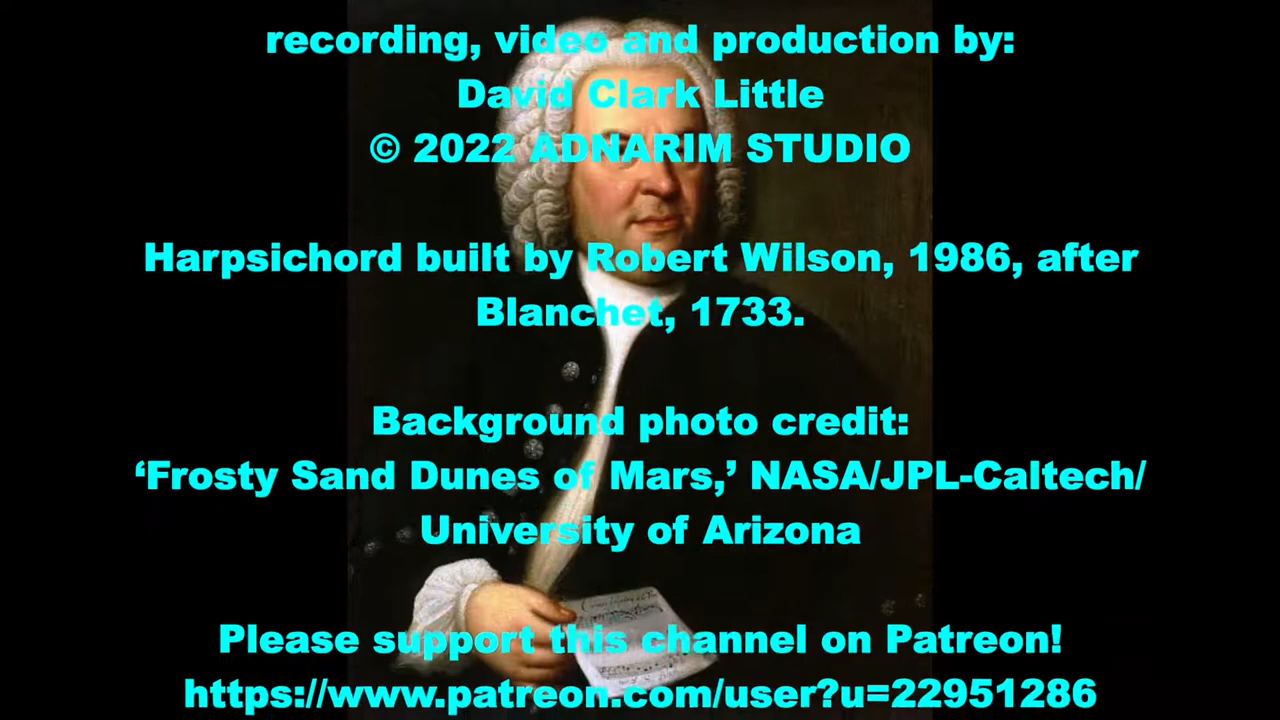 recording, video and production by:
David Clark Little
© 2022 ADNARIM STUDIO
Harpsichord built by Robert Wilson, 1986, after
Blanchet, 1733.
Background photo credit:
‘Frosty Sand Dunes of Mars,’ NASA/JPL-Caltech/
University of Arizona
Please support this channel on Patreon!
https://www.patreon.com/user?u=22951286